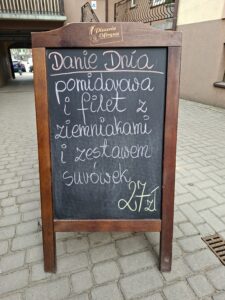 Danie Dnia
pomidorowa
i filet z
ziemniakami
i zestawem
surówek
27zł